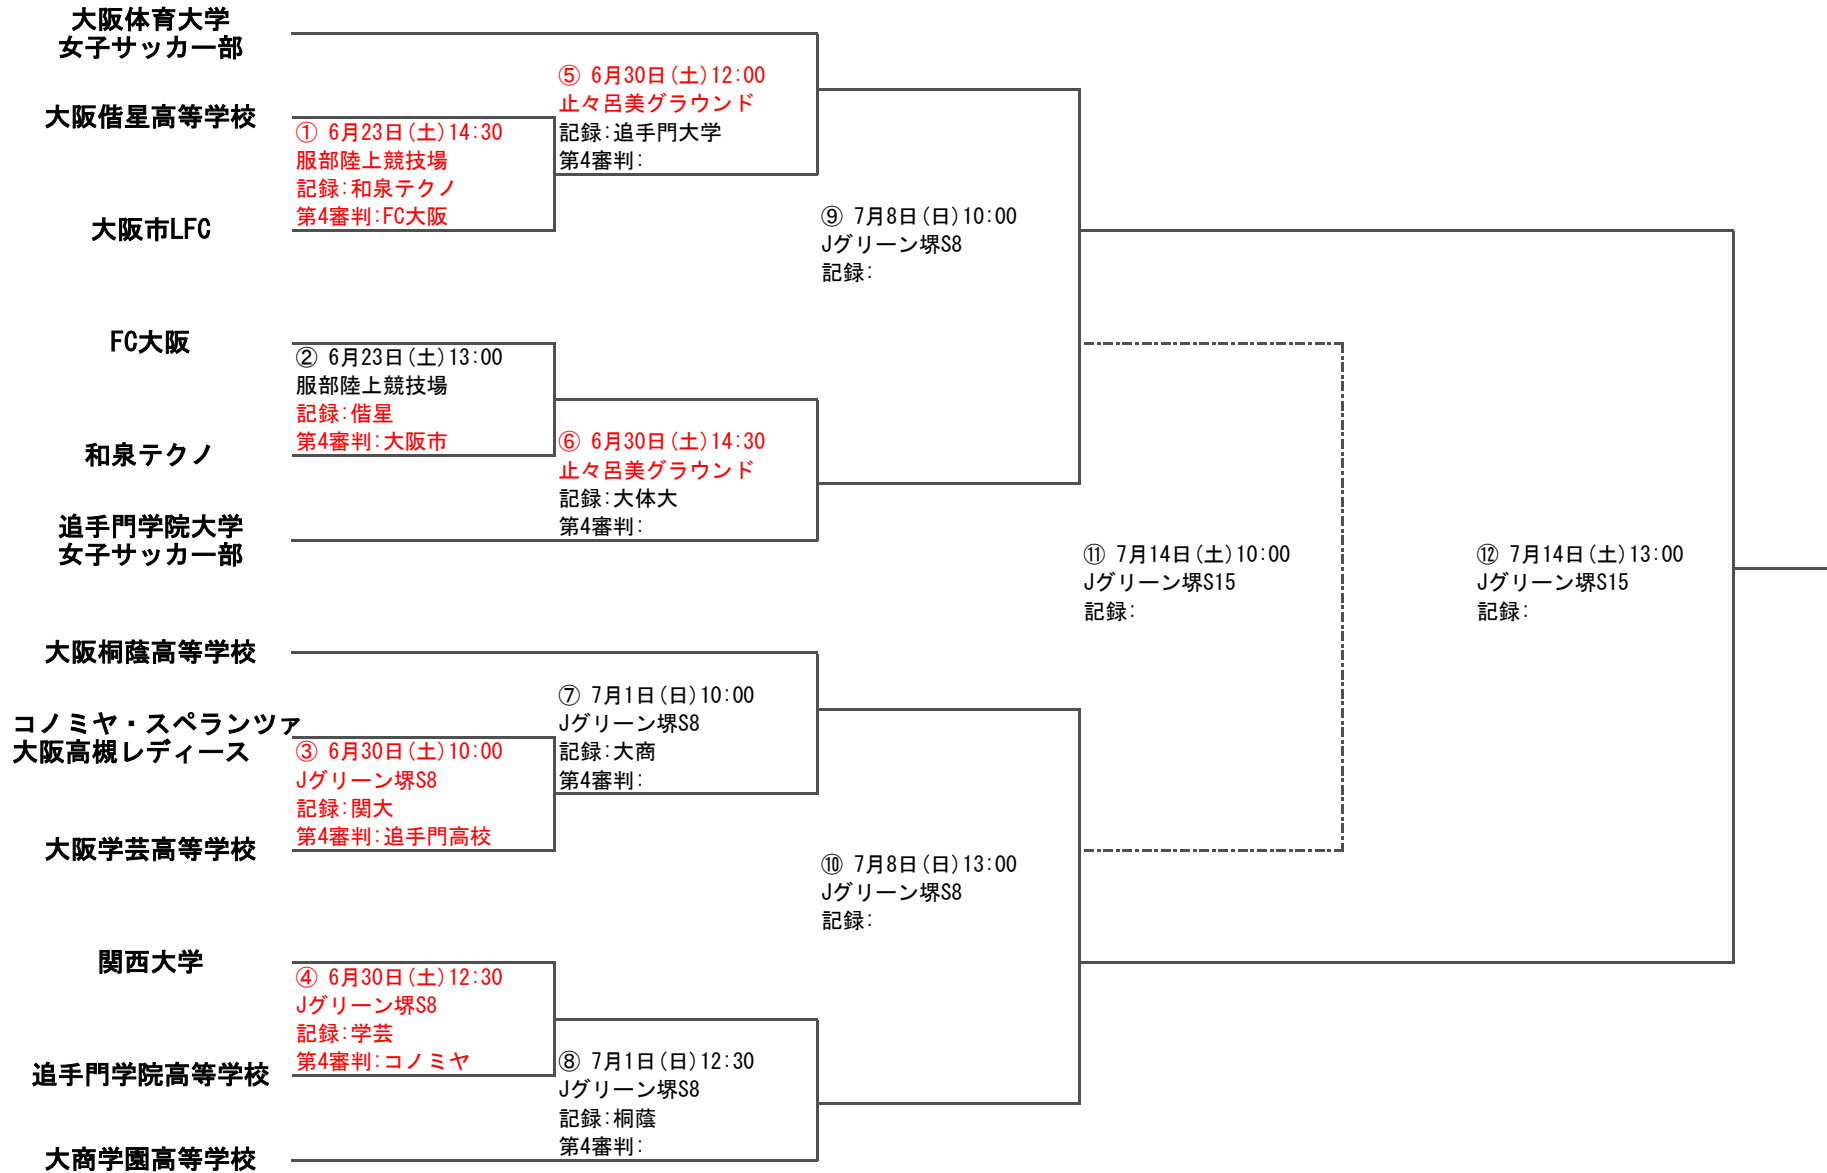 大阪体育大学
女子サッカー部
大阪偕星高等学校
大阪市LFC
FC大阪
和泉テクノ
追手門学院大学
女子サッカー部
大阪桐蔭高等学校
コノミヤ・スペランツァ
大阪高槻レディース
大阪学芸高等学校
関西大学
追手門学院高等学校
大商学園高等学校
① 6月23日(土)14:30
服部陸上競技場
記録:和泉テクノ
第4審判:FC大阪
② 6月23日(土)13:00
服部陸上競技場
記録:偕星
第4審判:大阪市
③ 6月30日(土)10:00
Jグリーン堺S8
記録:関大
第4審判:追手門高校
④ 6月30日(土)12:30
Jグリーン堺S8
記録:学芸
第4審判:コノミヤ
⑤ 6月30日(土)12:00
止々呂美グラウンド
記録:追手門大学
第4審判:
⑥ 6月30日(土)14:30
止々呂美グラウンド
記録:大体大
第4審判:
⑦ 7月1日(日)10:00
Jグリーン堺S8
記録:大商
第4審判:
⑧ 7月1日(日)12:30
Jグリーン堺S8
記録:桐蔭
第4審判:
⑨ 7月8日(日)10:00
Jグリーン堺S8
記録:
⑩ 7月8日(日)13:00
Jグリーン堺S8
記録:
⑪ 7月14日(土)10:00
Jグリーン堺S15
記録:
⑫ 7月14日(土)13:00
Jグリーン堺S15
記録: